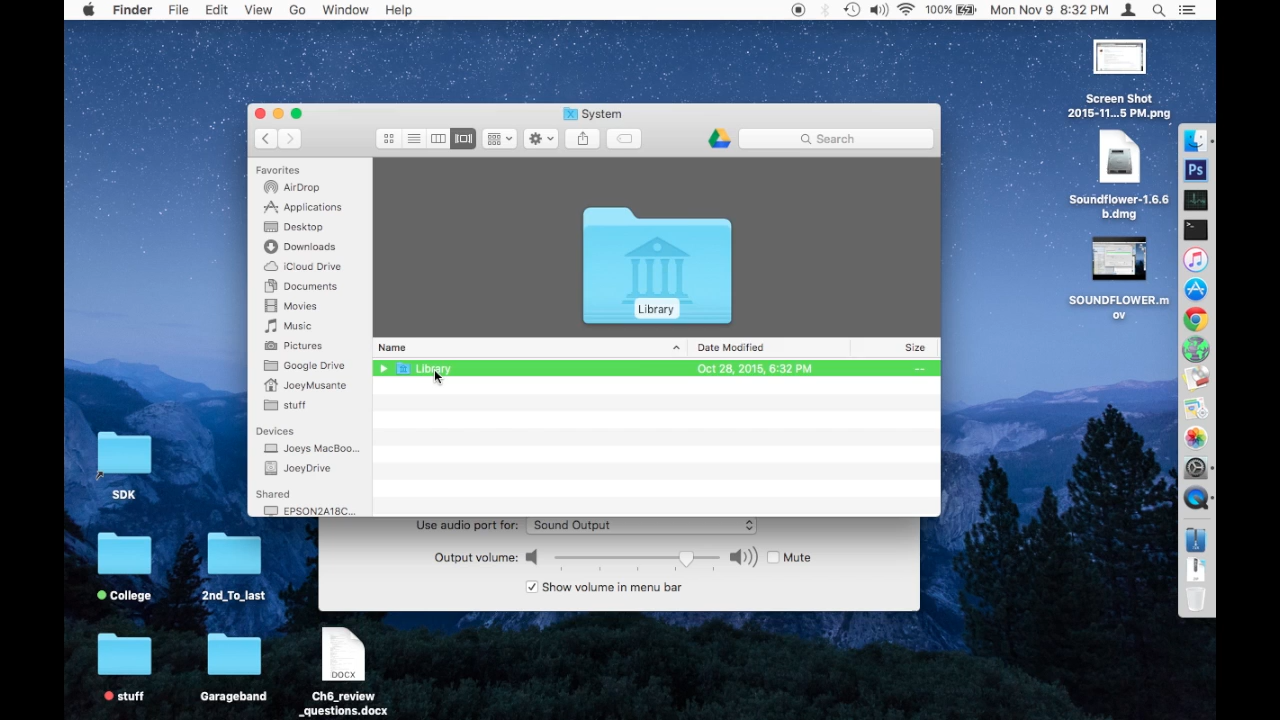 Finder File Edit View Go Window Help 100% Mon Nov 9 8:32 PM
System
Search
Favorites
AirDrop
Applications
Desktop
Downloads
iCloud Drive
Documents
Movies
Music
Pictures
Google Drive
JoeyMusante
stuff
Devices
Joeys MacBoo...
JoeyDrive
Shared
EPSON2A18C...
Library
Name Date Modified Size
Library Oct 28, 2015, 6:32 PM --
Use audio port for: Sound Output
Output volume: Mute
Show volume in menu bar
Screen Shot
2015-11...5 PM.png
Soundflower-1.6.6
b.dmg
SOUNDFLOWER.m
ov
Ps
SDK
College
2nd_To_last
stuff
Garageband
DOCX
Ch6_review
_questions.docx